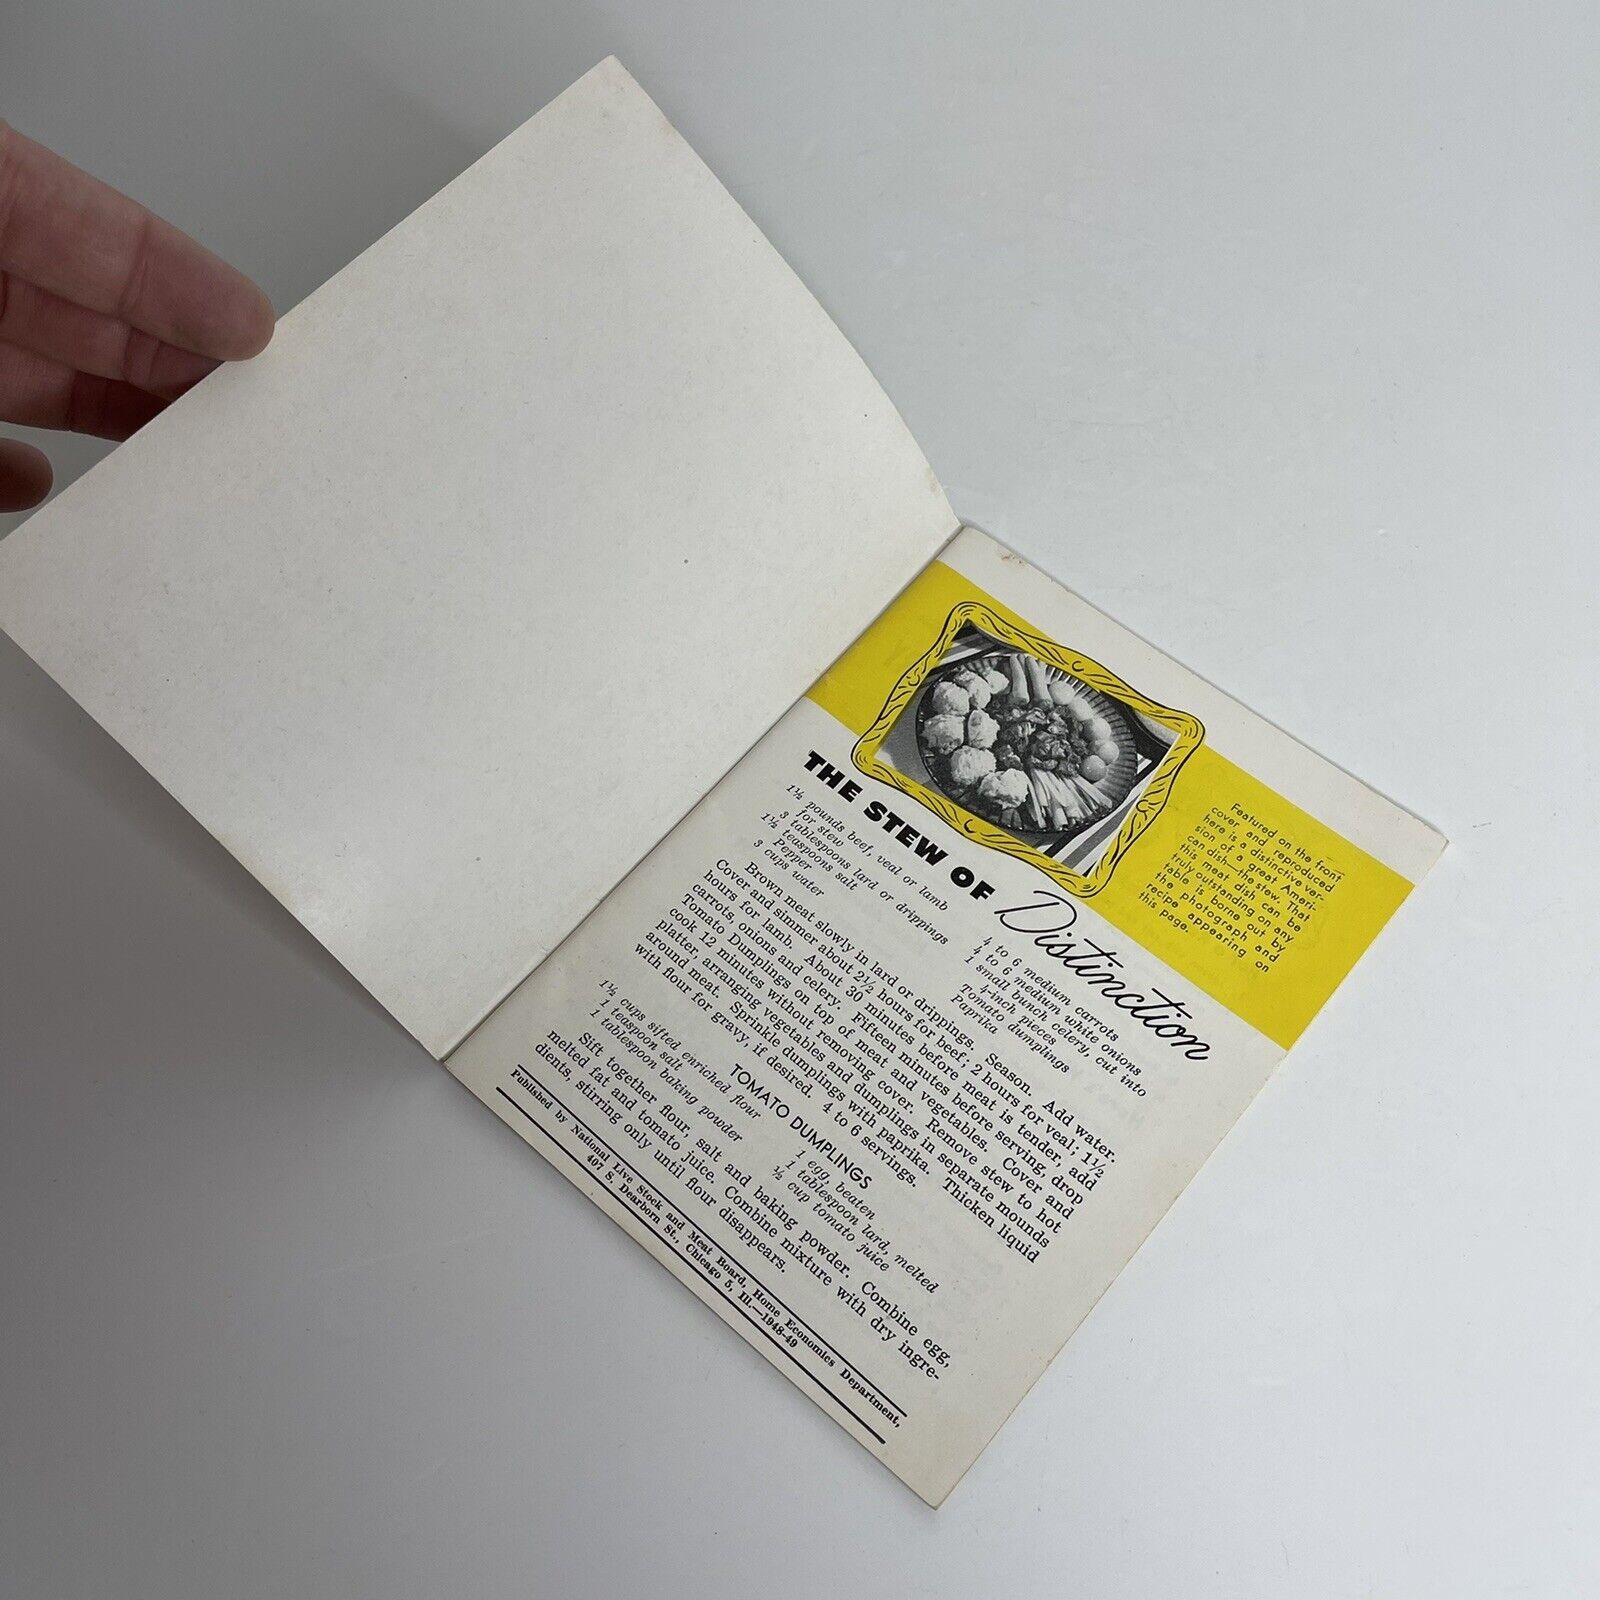 Featured on the front
cover and reproduced
here is a distinctive ver-
sion of a great Ameri-
can dish—the stew. That
this meat dish can be
truly outstanding on any
table is borne out by
the photograph and
recipe appearing on
this page.
THE STEW OF Distinction
1½ pounds beef, veal or lamb
for stew
3 tablespoons lard or drippings
1½ teaspoons salt
Pepper
3 cups water
4 to 6 medium carrots
4 to 6 medium white onions
1 small bunch celery, cut into
4-inch pieces
Tomato dumplings
Paprika
Brown meat slowly in lard or drippings. Season. Add water.
Cover and simmer about 2½ hours for beef; 2 hours for veal; 1½
hours for lamb. About 30 minutes before meat is tender, add
carrots, onions and celery. Fifteen minutes before serving, drop
Tomato Dumplings on top of meat and vegetables. Cover and
cook 12 minutes without removing cover. Remove stew to hot
platter, arranging vegetables and dumplings in separate mounds
around meat. Sprinkle dumplings with paprika. Thicken liquid
with flour for gravy, if desired. 4 to 6 servings.
TOMATO DUMPLINGS
1½ cups sifted enriched flour
1 teaspoon salt
1 tablespoon baking powder
1 egg, beaten
1 tablespoon lard, melted
½ cup tomato juice
Sift together flour, salt and baking powder. Combine egg,
melted fat and tomato juice. Combine mixture with dry ingre-
dients, stirring only until flour disappears.
Published by National Live Stock and Meat Board, Home Economics Department,
407 S. Dearborn St., Chicago 5, Ill.—1948-49